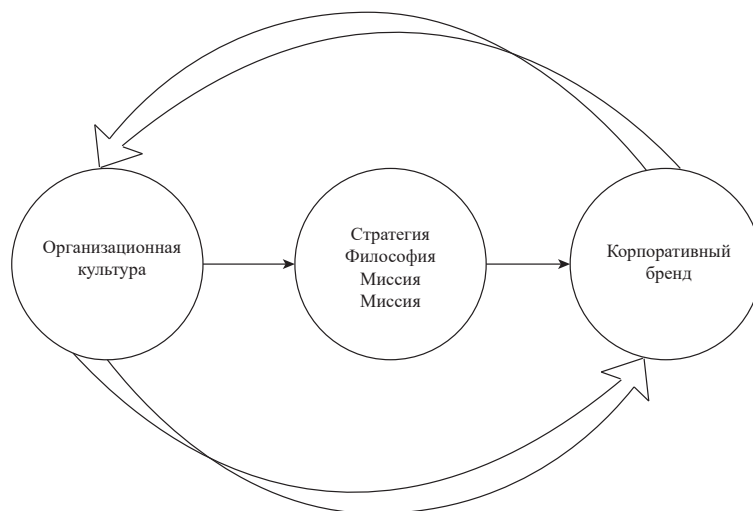 Организационная
культура
Стратегия
Философия
Миссия
Миссия
Корпоративный
бренд